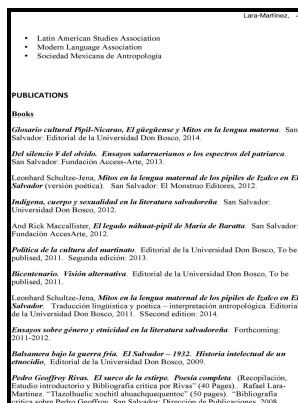 Lara-Martínez,
• Latin American Studies Association
• Modern Language Association
• Sociedad Mexicana de Antropología
PUBLICATIONS
Books
Glosario cultural Pipil-Nicarao, El güegüense y Mitos en la lengua materna. San
Salvador: Editorial de la Universidad Don Bosco, 2014.
Del silencio y del olvido. Ensayos salarruerianos o los espectros del patriarca.
San Salvador: Fundación Access-Arte, 2013.
Leonhard Schultze-Jena, Mitos en la lengua maternal de los pipiles de Izalco en El
Salvador (versión poética). San Salvador: El Monstruo Editores, 2012.
Indígena, cuerpo y sexualidad en la literatura salvadoreña. San Salvador:
Universidad Don Bosco, 2012.
And Rick Maccallister, El legado náhuat-pipil de María de Baratta. San Salvador:
Fundación AccesArte, 2012.
Política de la cultura del martinato. Editorial de la Universidad Don Bosco, To be
publised, 2011. Segunda edición: 2013.
Bicentenario. Visión alternativa. Editorial de la Universidad Don Bosco, To be
publised, 2011.
Leonhard Schultze-Jena, Mitos en la lengua maternal de los pipiles de Izalco en El
Salvador. Traducción lingüística y poética – interpretación antropológica. Editorial
de la Universidad Don Bosco, 2011. SSecond edition: 2014.
Ensayos sobre género y etnicidad en la literatura salvadoreña. Forthcoming:
2011-2012.
Balsamera bajo la guerra fría. El Salvador – 1932. Historia intelectual de un
etnocidio, Editorial de la Universidad Don Bosco, 2009.
Pedro Geoffroy Rivas. El surco de la estirpe. Poesía completa. (Recopilación,
Estudio introductorio y Bibliografía crítica por Rivas" (40 Pages).. Rafael Lara-
Martínez. "Tlazolhuelic xochitl ahuachquequentoc" (50 pages). "Bibliografía
crítica sobre Pedro Geoffroy. San Salvador: Dirección de Publicaciones, 2008.